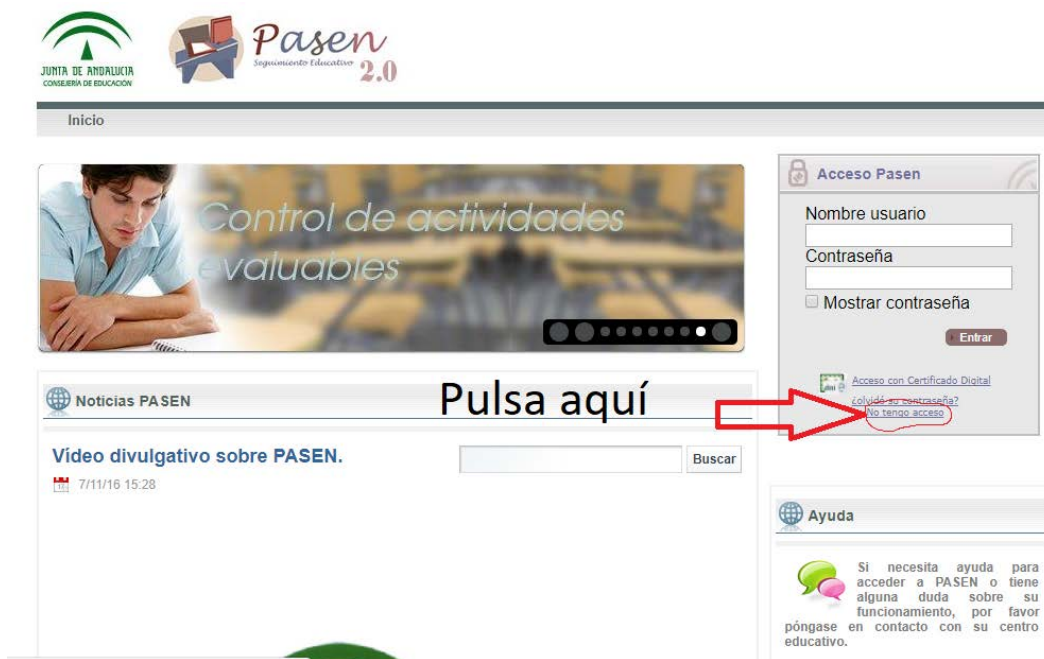 JUNTA DE ANDALUCIA
CONSEJERÍA DE EDUCACIÓN
Pasen
Seguimiento Educativo
2.0
Inicio
Control de actividades
evaluables
Acceso Pasen
Nombre usuario
Contraseña
Mostrar contraseña
Entrar
Acceso con Certificado Digital
¿olvidó su contraseña?
No tengo acceso
Pulsa aquí
Noticias PASEN
Vídeo divulgativo sobre PASEN.
Buscar
7/11/16 15:28
Ayuda
Si necesita ayuda para
acceder a PASEN o tiene
alguna duda sobre su
funcionamiento, por favor
póngase en contacto con su centro
educativo.